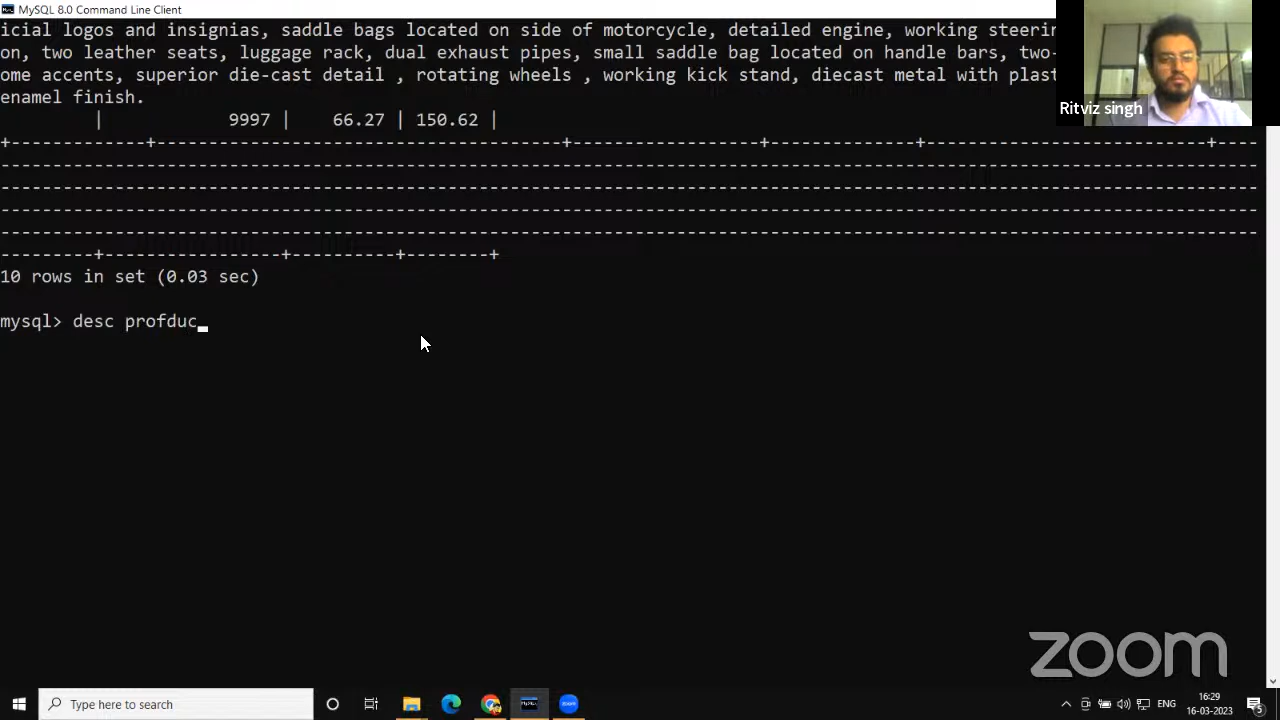 MySQL 8.0 Command Line Client
icial logos and insignias, saddle bags located on side of motorcycle, detailed engine, working steerin
on, two leather seats, luggage rack, dual exhaust pipes, small saddle bag located on handle bars, two-
ome accents, superior die-cast detail , rotating wheels , working kick stand, diecast metal with plast
enamel finish.
| 9997 | 66.27 | 150.62 |
10 rows in set (0.03 sec)
mysql> desc profduc
Ritviz singh
zoom
Type here to search
ENG
16:29
16-03-2023